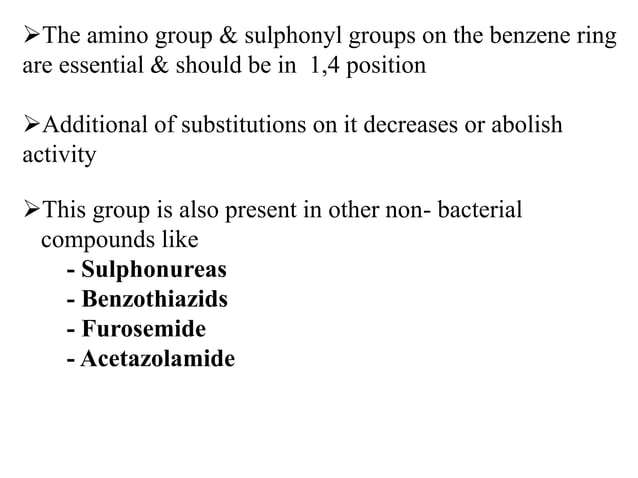 ➢The amino group & sulphonyl groups on the benzene ring
are essential & should be in 1,4 position
➢Additional of substitutions on it decreases or abolish
activity
➢This group is also present in other non- bacterial
compounds like
- Sulphonureas
- Benzothiazids
- Furosemide
- Acetazolamide